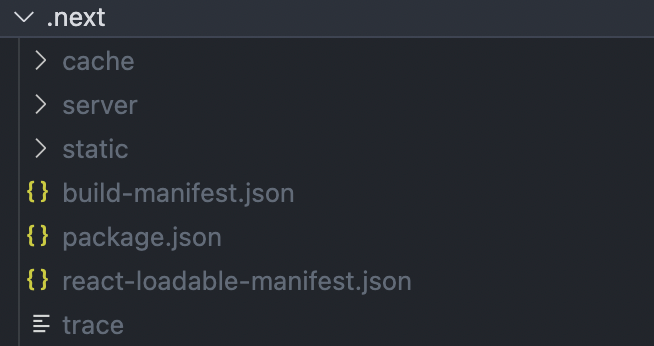 .next
cache
server
static
build-manifest.json
package.json
react-loadable-manifest.json
trace